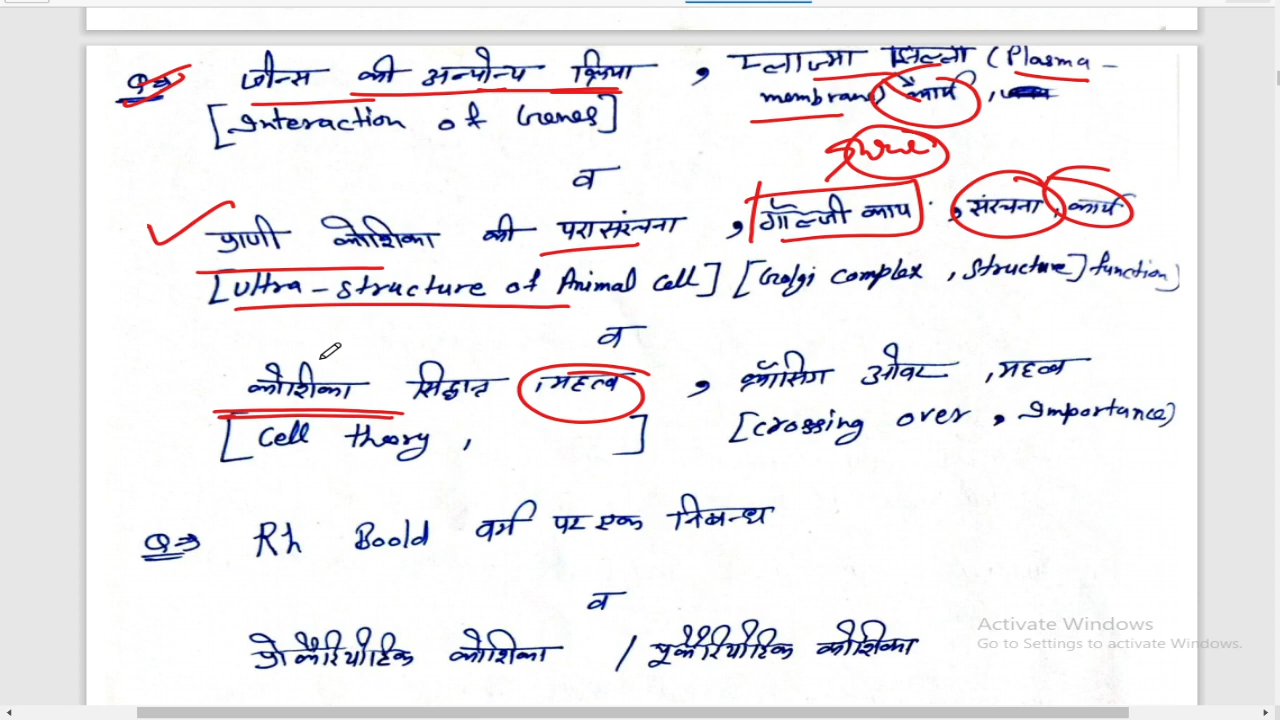 Q⇒ जीन्स की अन्योन्य क्रिया , प्लाज्मा झिल्ली (Plasma -
membrane) कार्य ,
[Interaction of Genes]
व
प्राणी कोशिका की परासंरचना , गॉल्जी काय , संरचना , कार्य
[Ultra - structure of Animal Cell] [Golgi complex , structure] function]
व
कोशिका सिद्धान्त , महत्व , क्रॉसिंग ओवर , महत्व
[Cell theory , ] [crossing over , Importance]
Q⇒ Rh Boold वर्ग पर एक निबन्ध
व
प्रोकैरियोटिक कोशिका / यूकैरियोटिक कोशिका
Activate Windows
Go to Settings to activate Windows.